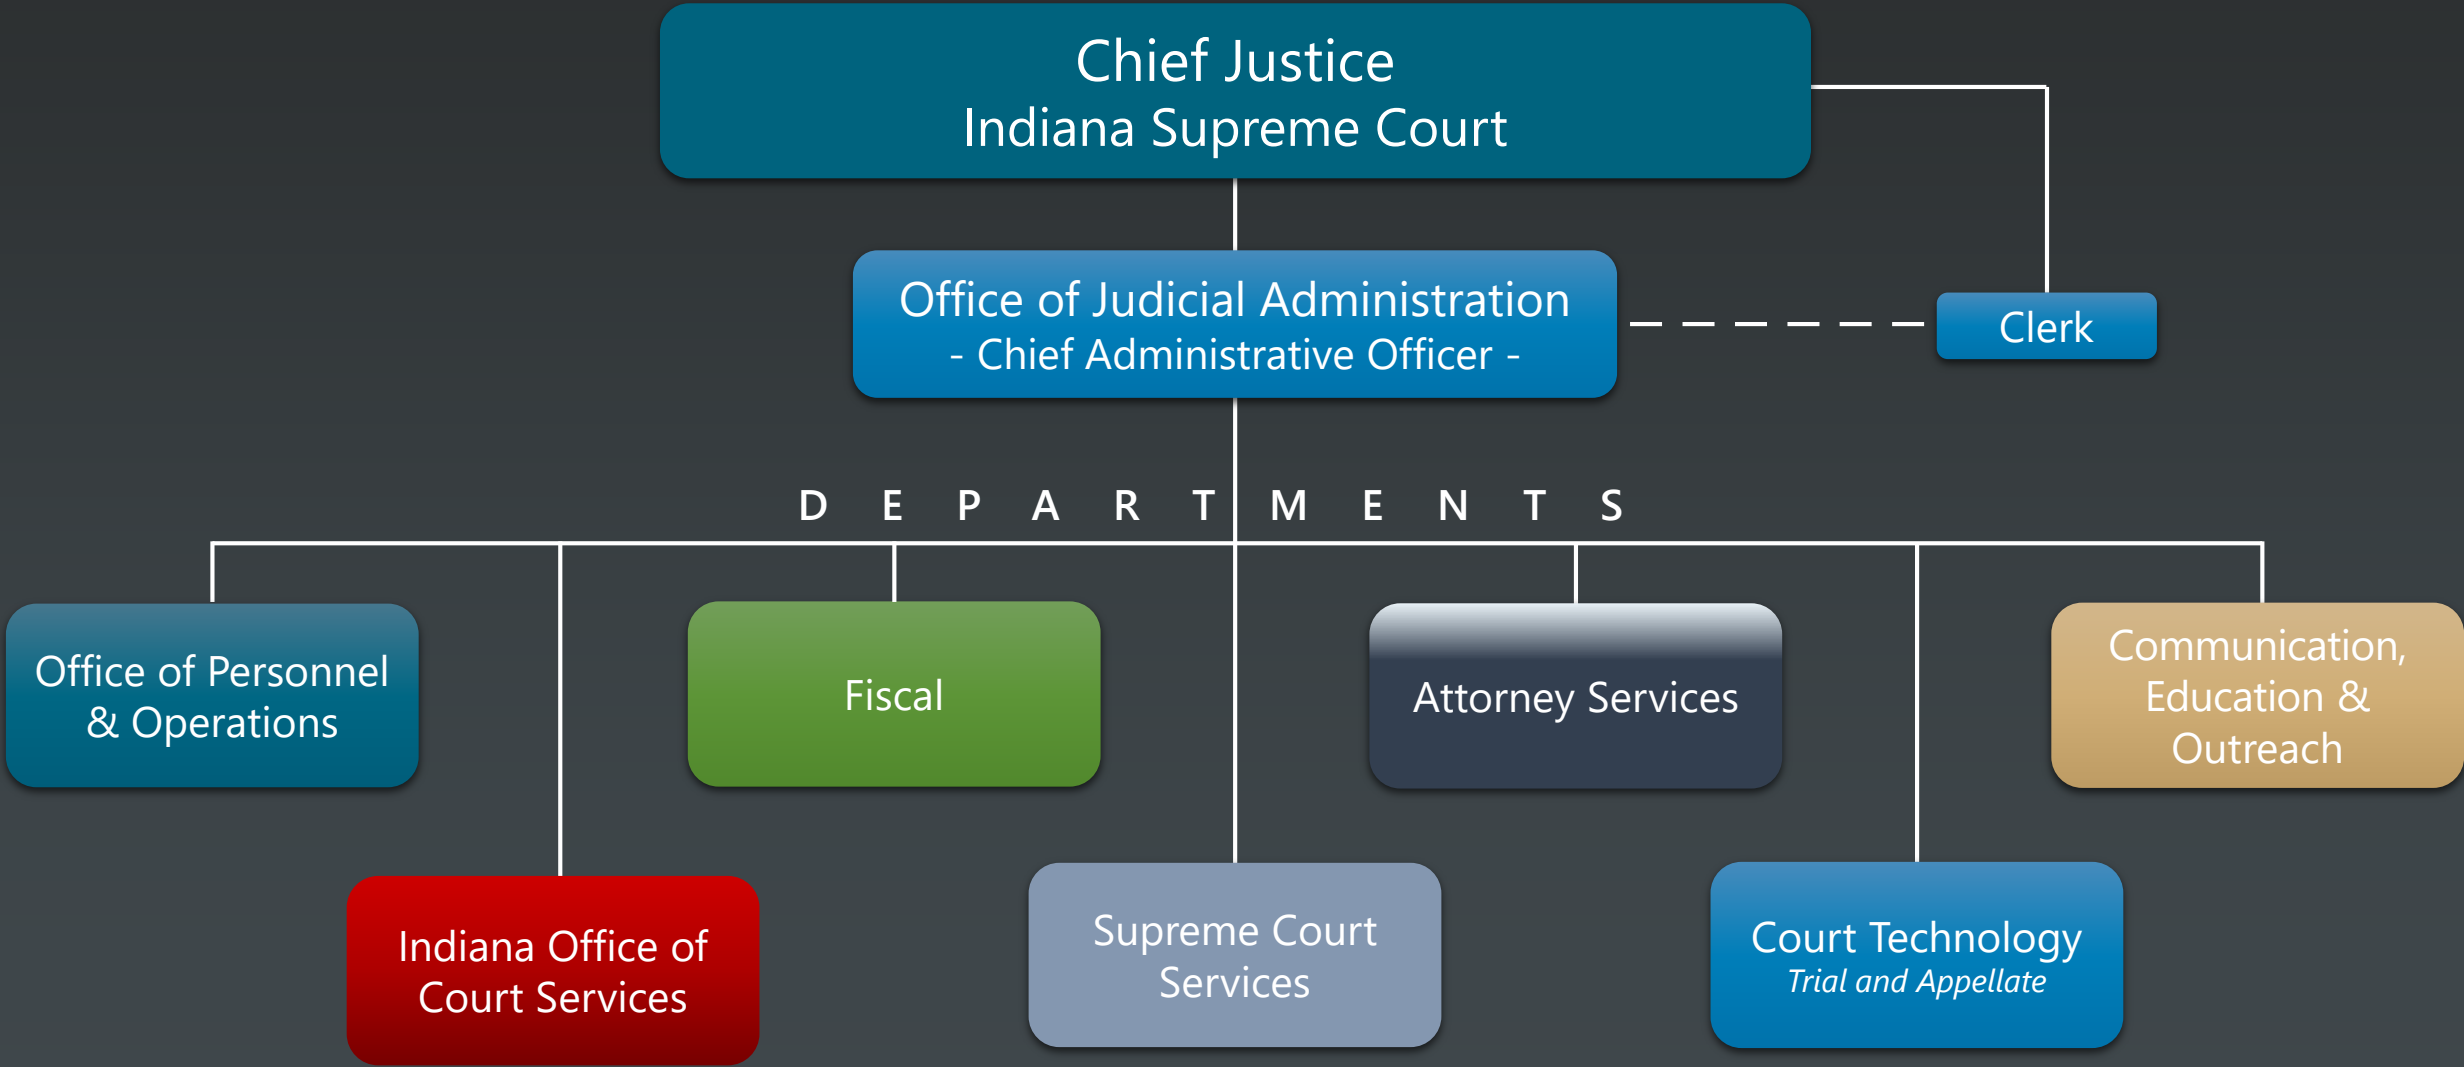 Chief Justice
Indiana Supreme Court
Office of Judicial Administration
- Chief Administrative Officer -
Clerk
D E P A R T M E N T S
Office of Personnel
& Operations
Fiscal
Attorney Services
Communication,
Education &
Outreach
Indiana Office of
Court Services
Supreme Court
Services
Court Technology
Trial and Appellate